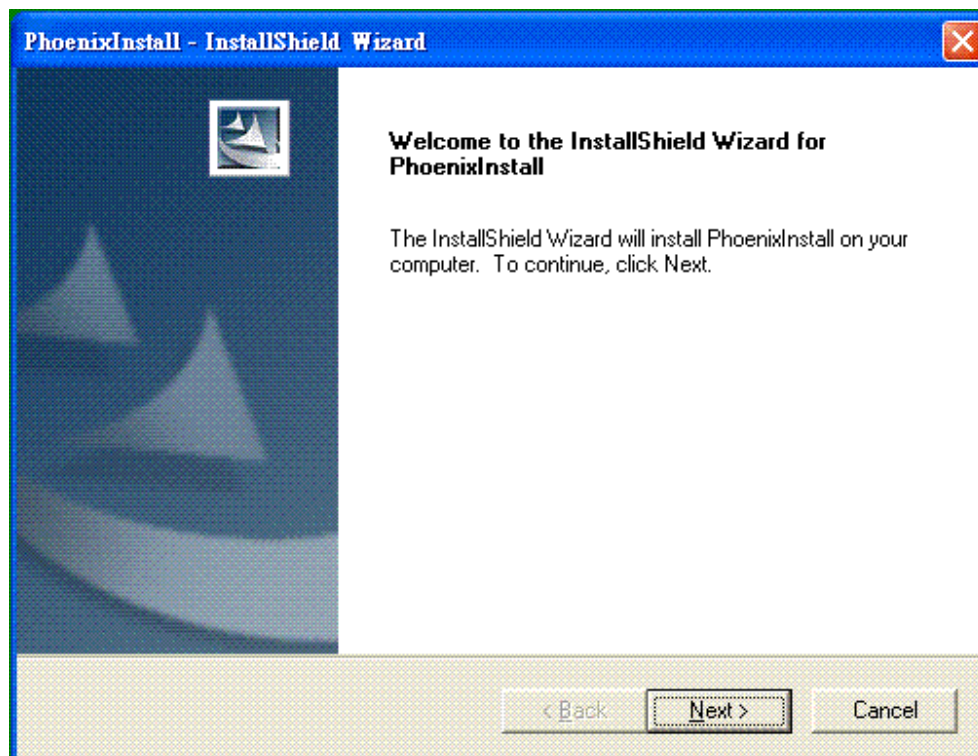 PhoenixInstall - InstallShield Wizard
Welcome to the InstallShield Wizard for
PhoenixInstall
The InstallShield Wizard will install PhoenixInstall on your
computer. To continue, click Next.
< Back
Next >
Cancel